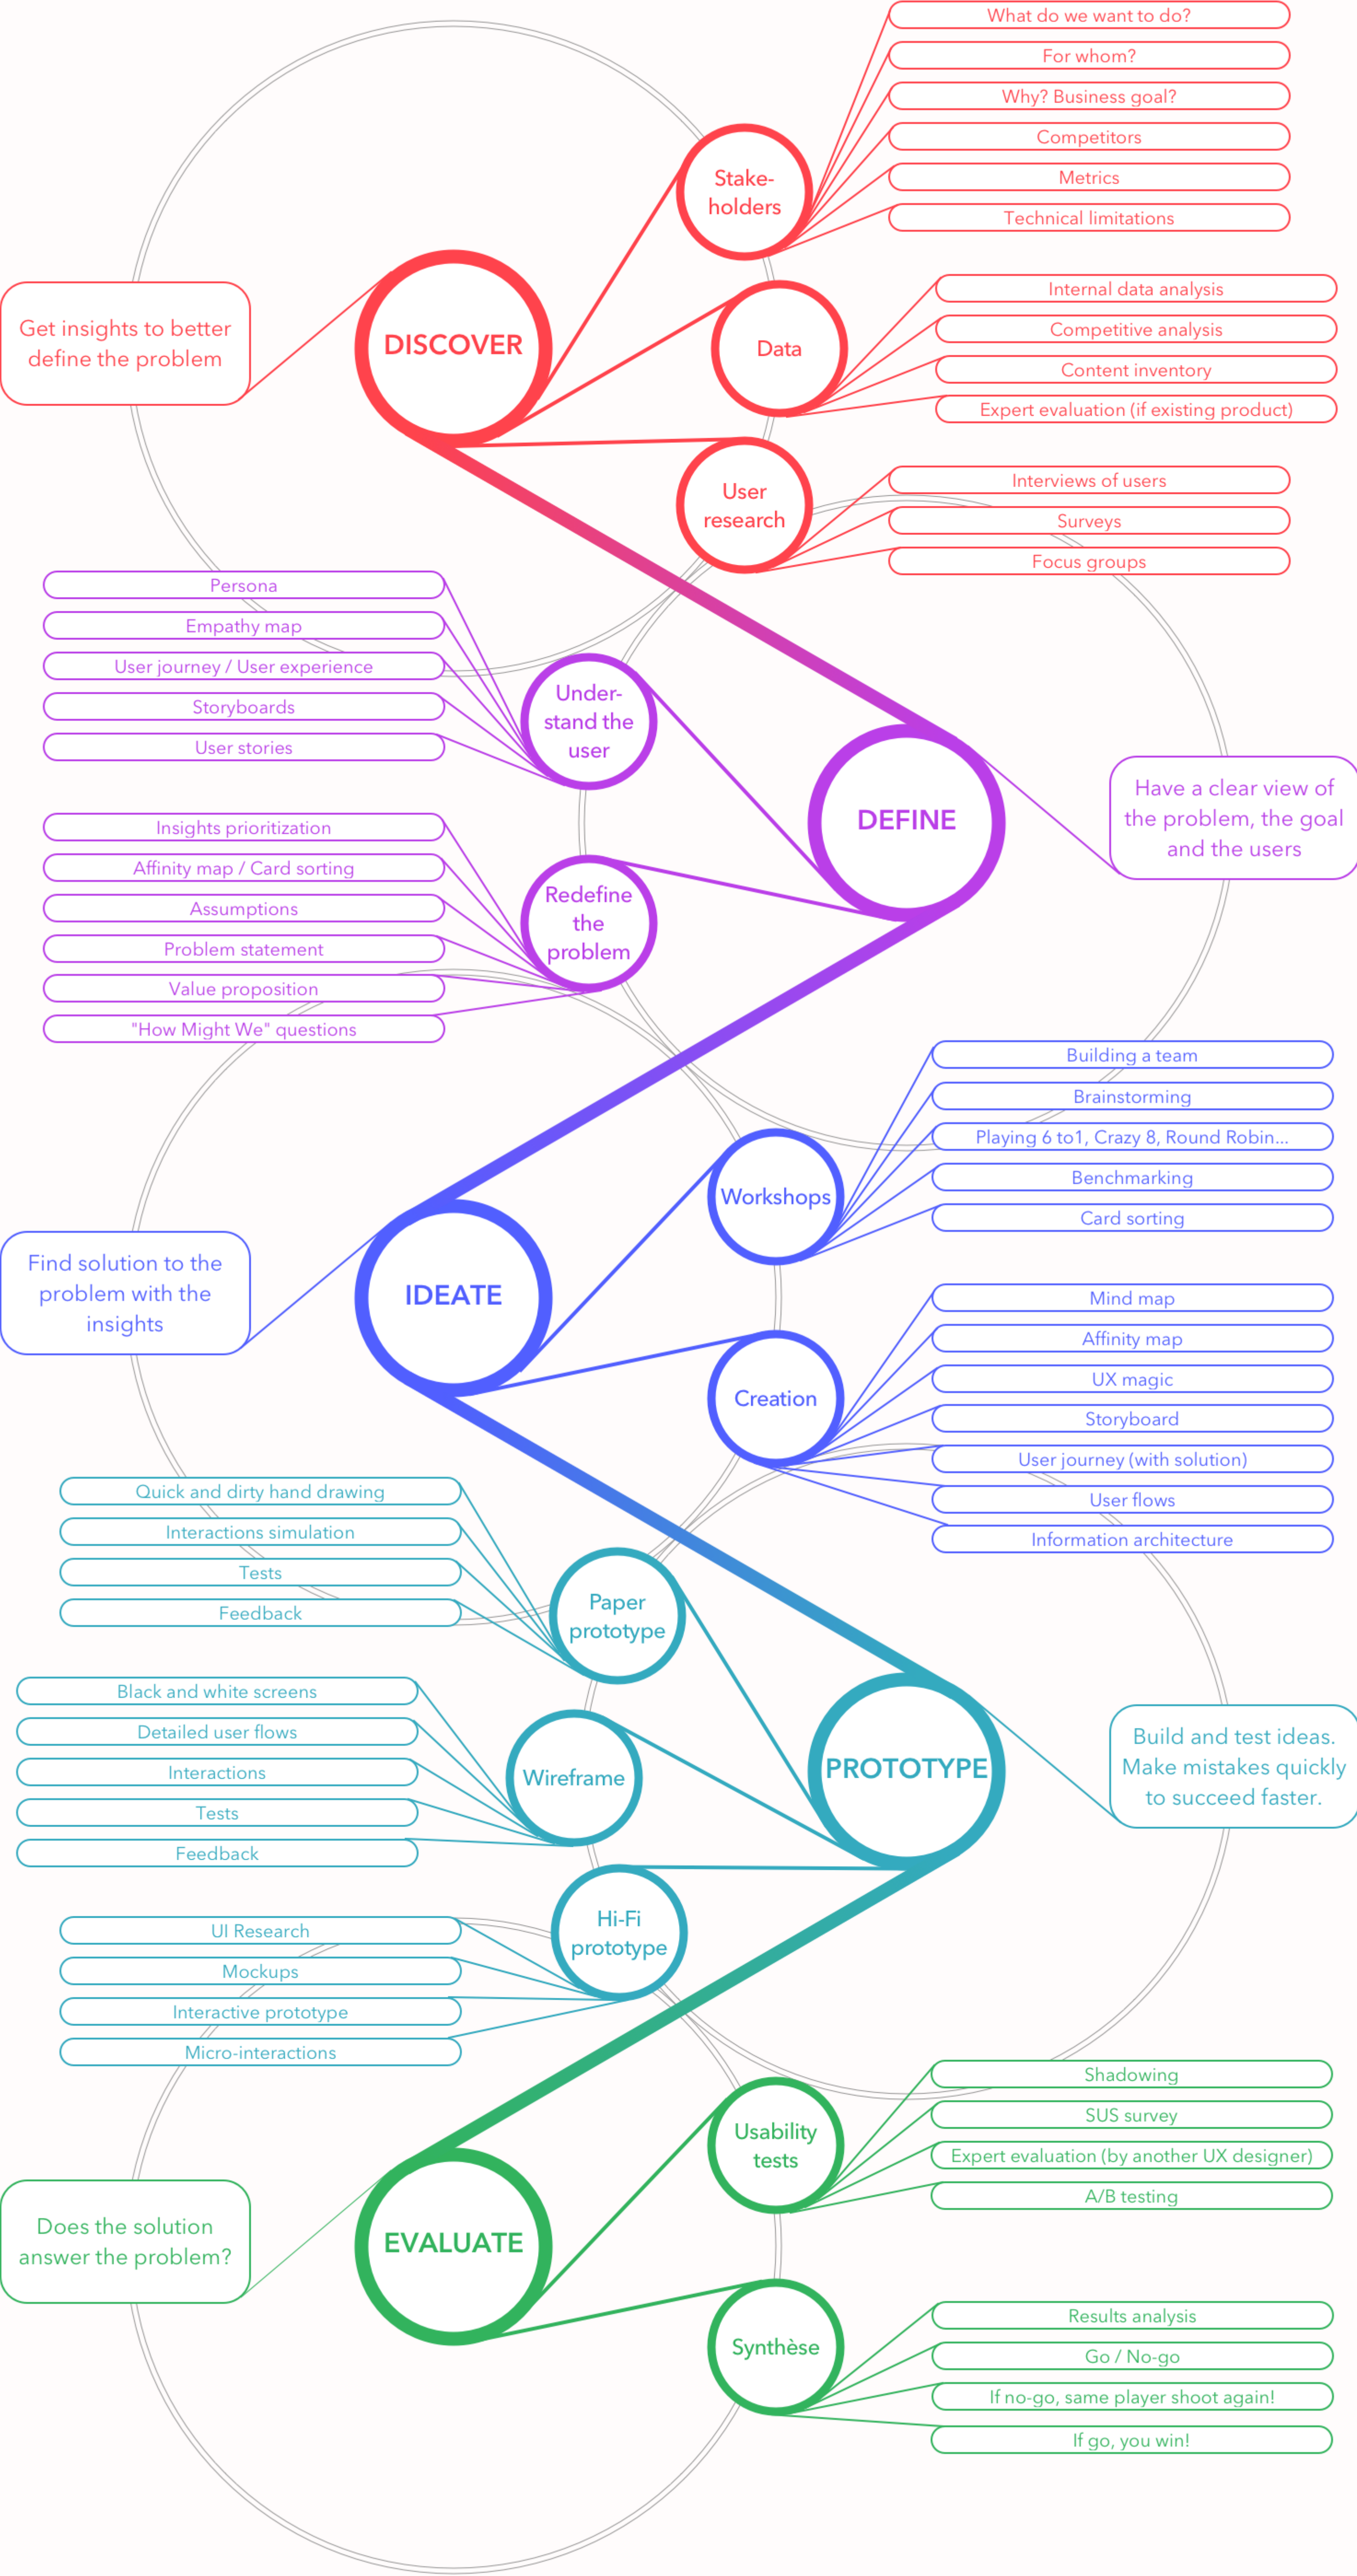 What do we want to do?
For whom?
Why? Business goal?
Competitors
Metrics
Technical limitations
Stake-
holders
Internal data analysis
Competitive analysis
Content inventory
Expert evaluation (if existing product)
Data
DISCOVER
Get insights to better
define the problem
User
research
Interviews of users
Surveys
Focus groups
Persona
Empathy map
User journey / User experience
Storyboards
User stories
Under-
stand the
user
DEFINE
Have a clear view of
the problem, the goal
and the users
Insights prioritization
Affinity map / Card sorting
Assumptions
Problem statement
Value proposition
"How Might We" questions
Redefine
the
problem
Building a team
Brainstorming
Playing 6 to1, Crazy 8, Round Robin...
Benchmarking
Card sorting
Workshops
IDEATE
Find solution to the
problem with the
insights
Mind map
Affinity map
UX magic
Storyboard
User journey (with solution)
User flows
Information architecture
Creation
Quick and dirty hand drawing
Interactions simulation
Tests
Feedback
Paper
prototype
Black and white screens
Detailed user flows
Interactions
Tests
Feedback
Wireframe
PROTOTYPE
Build and test ideas.
Make mistakes quickly
to succeed faster.
Hi-Fi
prototype
UI Research
Mockups
Interactive prototype
Micro-interactions
Shadowing
SUS survey
Expert evaluation (by another UX designer)
A/B testing
Usability
tests
EVALUATE
Does the solution
answer the problem?
Synthèse
Results analysis
Go / No-go
If no-go, same player shoot again!
If go, you win!